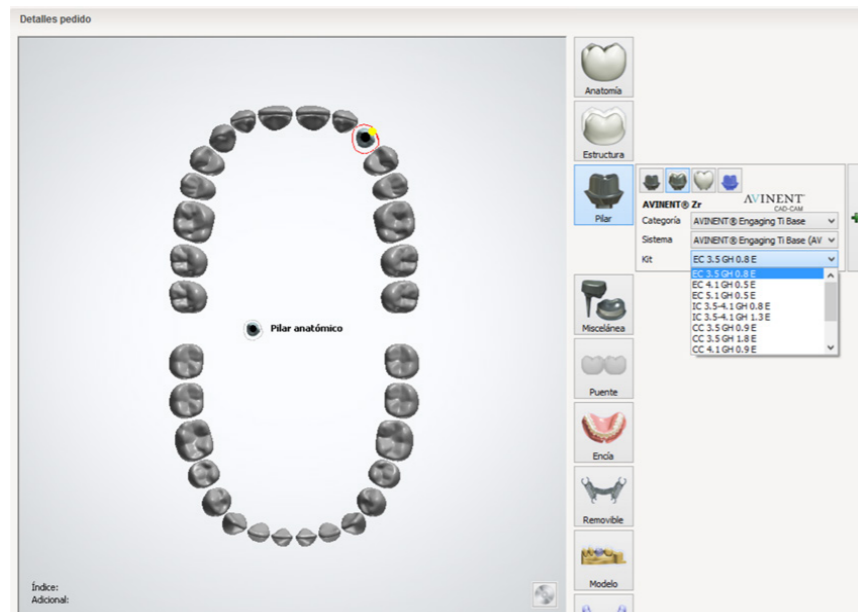 Detalles pedido
Anatomía
Estructura
Pilar
AVINENT® Zr
AVINENT
CAD-CAM
Categoría
AVINENT® Engaging Ti Base
Sistema
AVINENT® Engaging Ti Base (AV
Kit
EC 3.5 GH 0.8 E
EC 3.5 GH 0.8 E
EC 4.1 GH 0.5 E
EC 5.1 GH 0.5 E
IC 3.5-4.1 GH 0.8 E
IC 3.5-4.1 GH 1.3 E
CC 3.5 GH 0.9 E
CC 3.5 GH 1.8 E
CC 4.1 GH 0.9 E
Pilar anatómico
Miscelánea
Puente
Encía
Removible
Modelo
Índice:
Adicional: